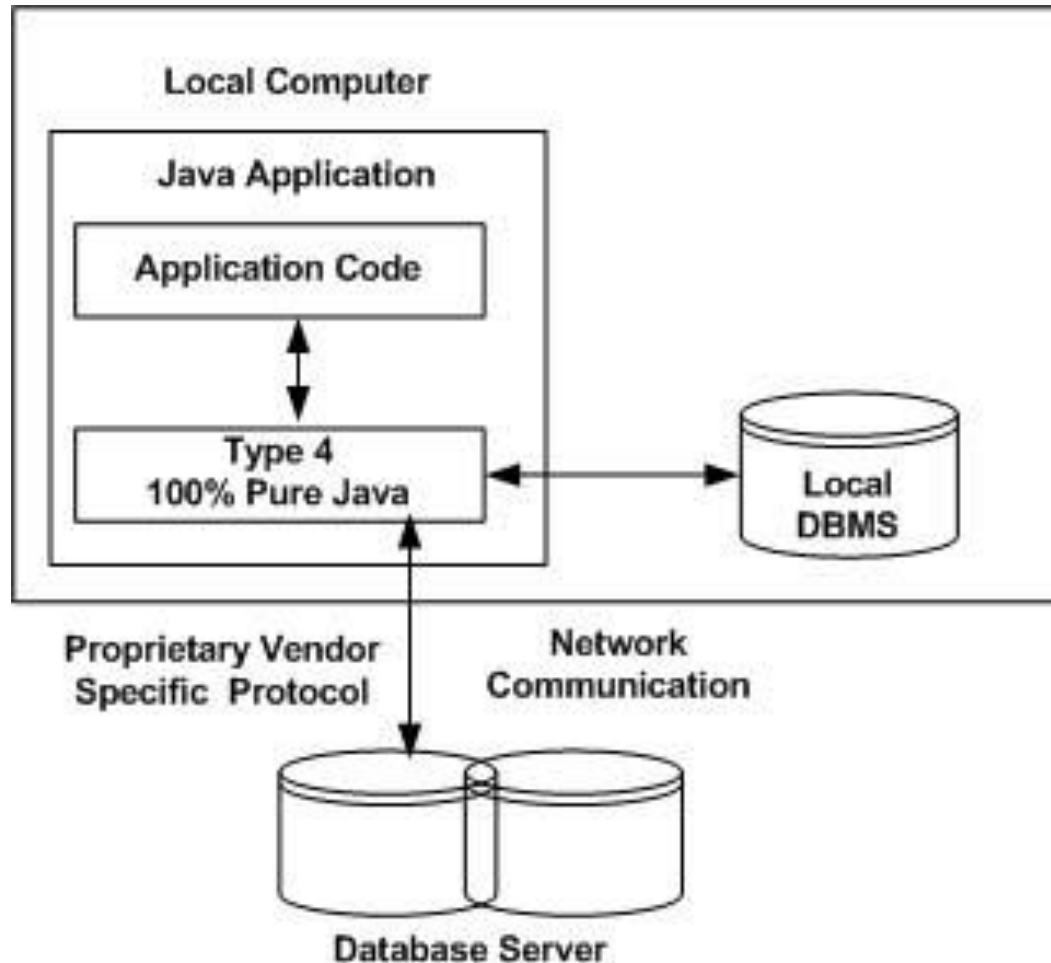 Local Computer
Java Application
Application Code
Type 4
100% Pure Java
Local
DBMS
Proprietary Vendor
Specific Protocol
Network
Communication
Database Server